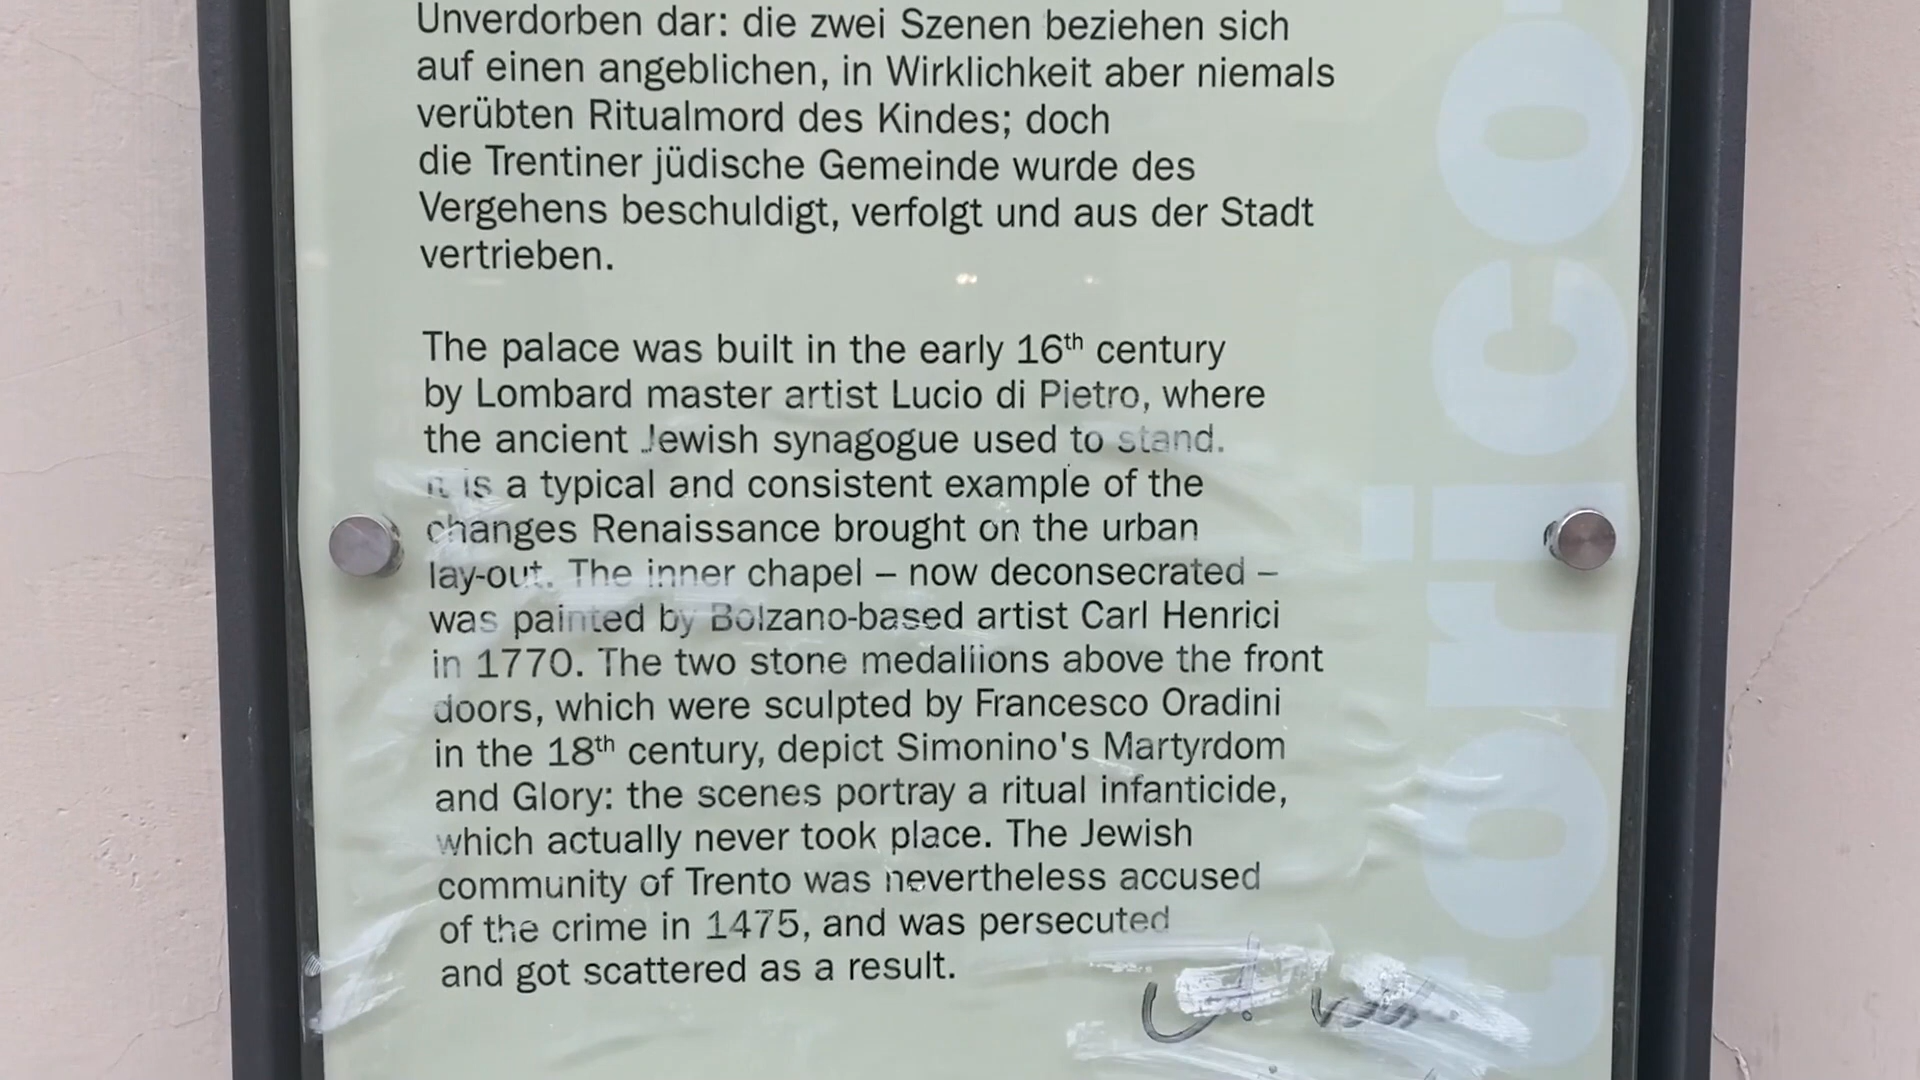 Unverdorben dar: die zwei Szenen beziehen sich
auf einen angeblichen, in Wirklichkeit aber niemals
verübten Ritualmord des Kindes; doch
die Trentiner jüdische Gemeinde wurde des
Vergehens beschuldigt, verfolgt und aus der Stadt
vertrieben.
The palace was built in the early 16th century
by Lombard master artist Lucio di Pietro, where
the ancient Jewish synagogue used to stand.
It is a typical and consistent example of the
changes Renaissance brought on the urban
lay-out. The inner chapel – now deconsecrated –
was painted by Bolzano-based artist Carl Henrici
in 1770. The two stone medallions above the front
doors, which were sculpted by Francesco Oradini
in the 18th century, depict Simonino's Martyrdom
and Glory: the scenes portray a ritual infanticide,
which actually never took place. The Jewish
community of Trento was nevertheless accused
of the crime in 1475, and was persecuted
and got scattered as a result.
torico